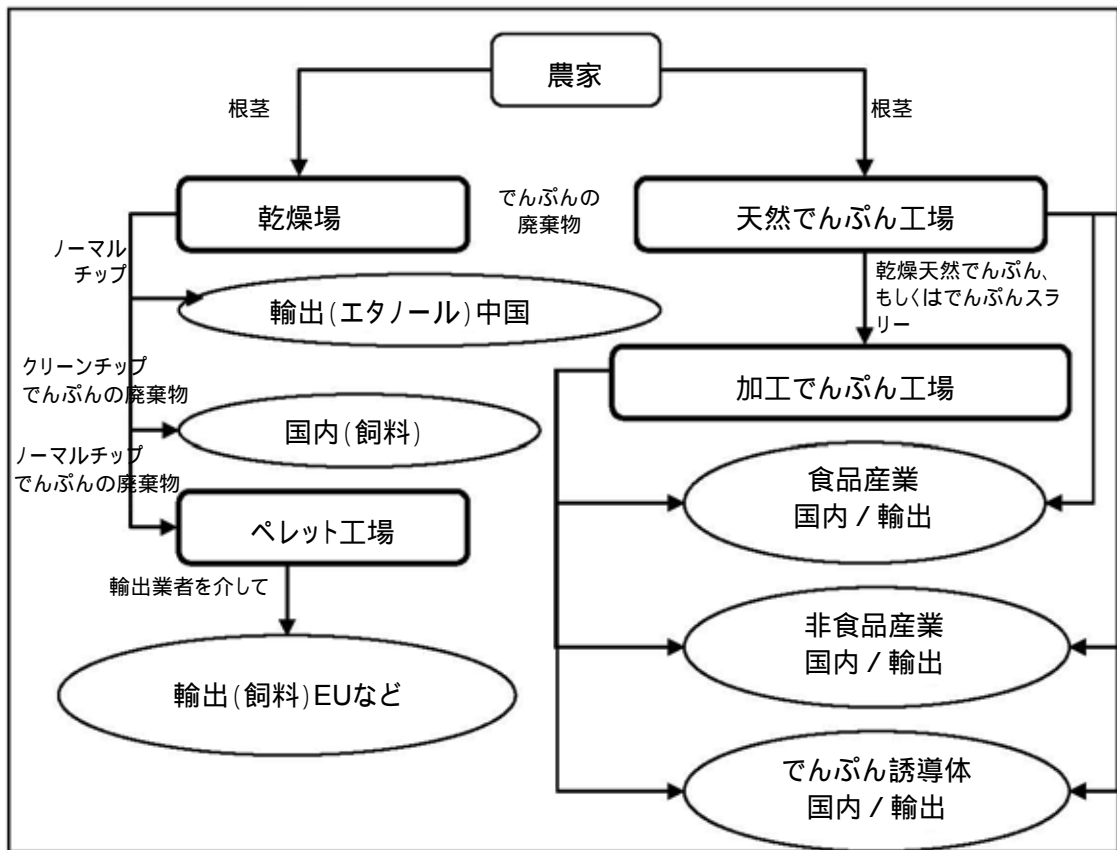 農家
根茎
根茎
乾燥場
でんぷんの
廃棄物
天然でんぷん工場
ノーマル
チップ
乾燥天然でんぷん、
もしくはでんぷんスラ
リー
輸出(エタノール)中国
クリーンチップ
でんぷんの廃棄物
加工でんぷん工場
国内(飼料)
ノーマルチップ
でんぷんの廃棄物
食品産業
国内 / 輸出
ペレット工場
輸出業者を介して
非食品産業
国内 / 輸出
輸出(飼料)EUなど
でんぷん誘導体
国内 / 輸出